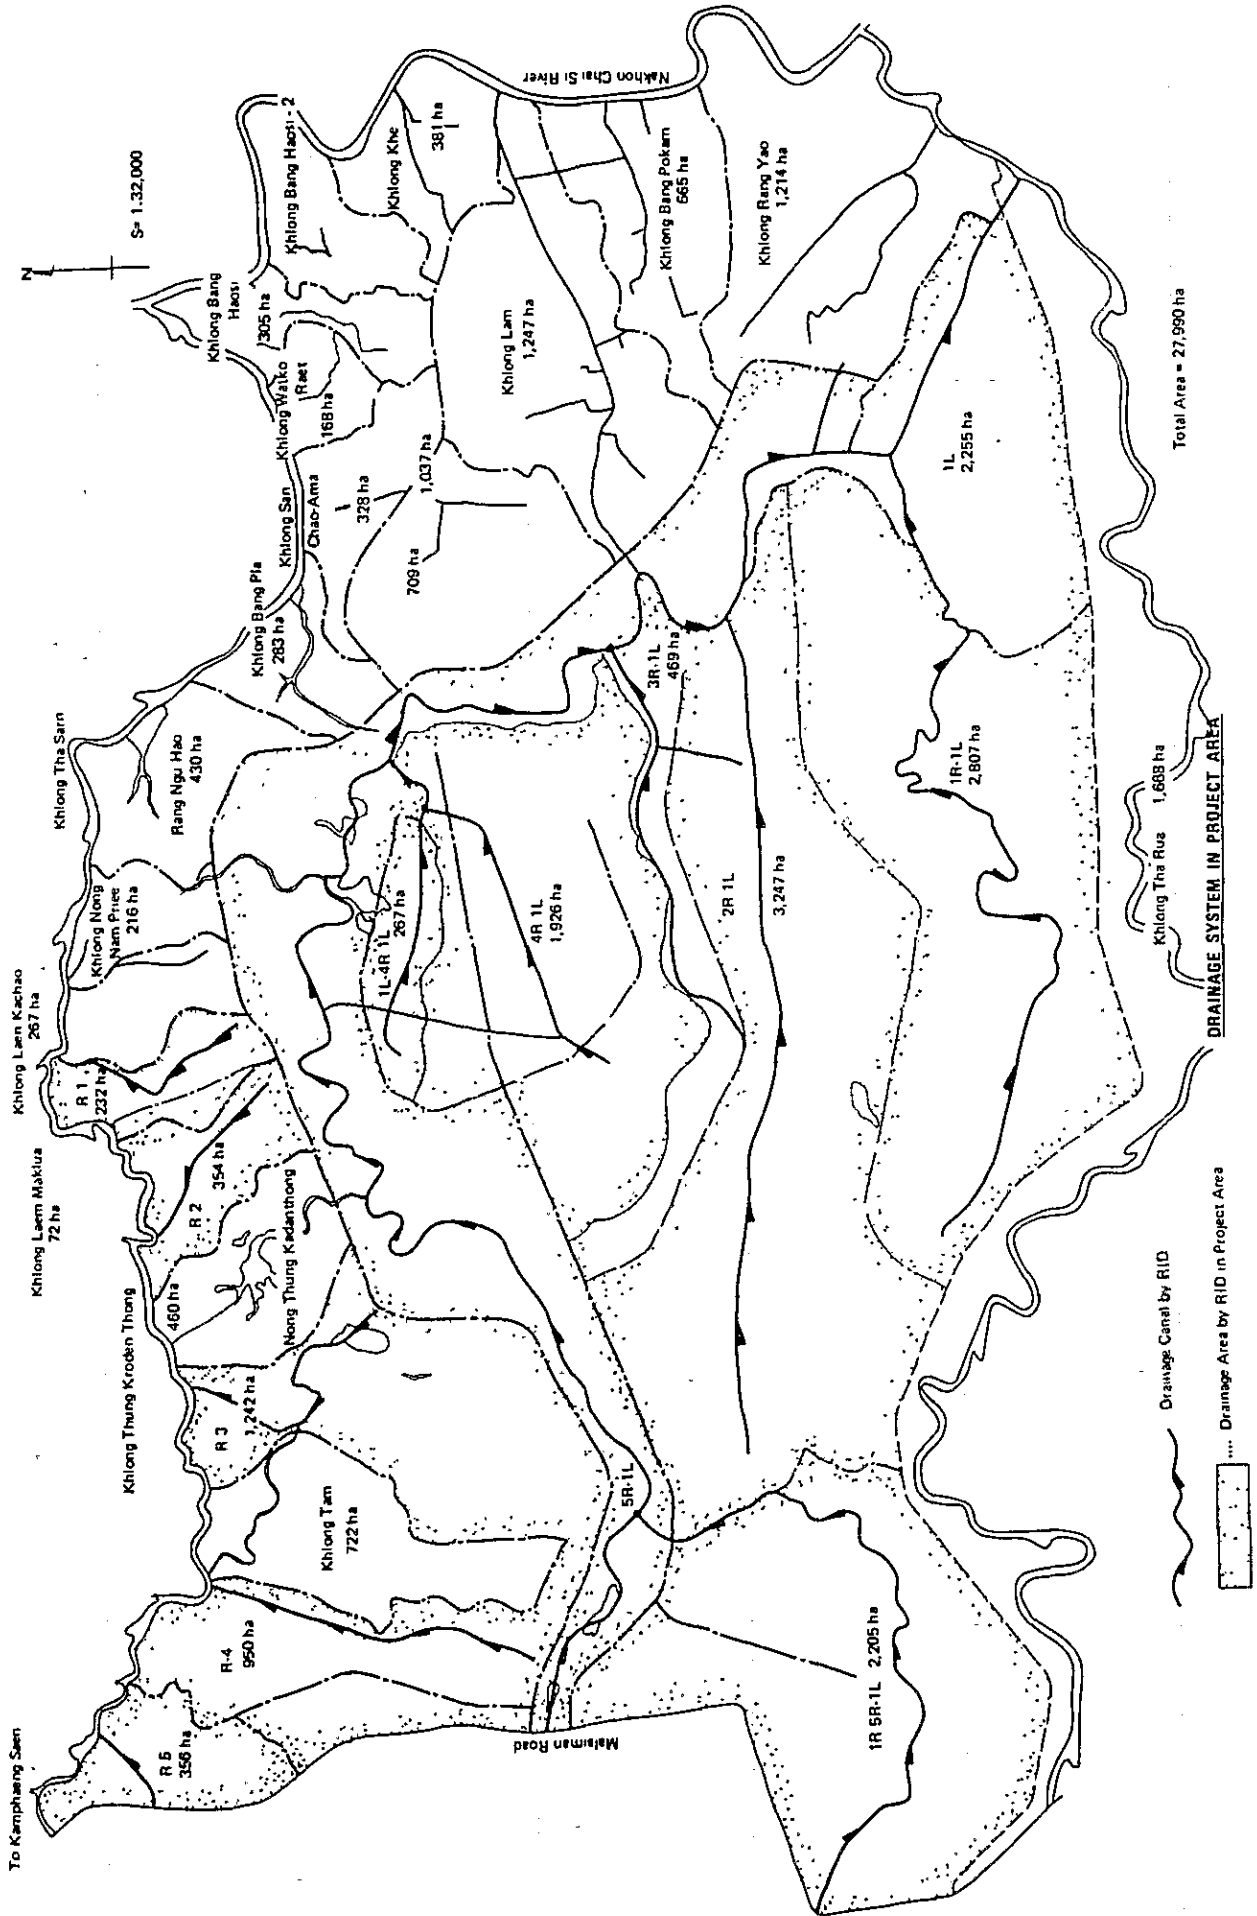 To Kamphaeng Saen
Khlong Thung Kroden Thong
Khlong Laem Maklua
72 ha
Khlong Laen Kachao
267 ha
Khlong Tha Sarn
N
S= 1.32,000
R 5
356 ha
R-4
950 ha
Khlong Tam
722 ha
R 3
1,242 ha
460 ha
Nong Thung Kadanthong
R 2
354 ha
R 1
232 ha
Khlong Nong
Nam Priee
216 ha
Rang Ngu Hao
430 ha
Khlong Bang Pla
283 ha
Khlong San
Chao-Ama
328 ha
709 ha
1,037 ha
Khlong Watko
Raet
168 ha
Khlong Bang
Haosi
305 ha
Khlong Bang Haosi - 2
Khlong Khe
381 ha
Nakhon Chai Si River
Khlong Lam
1,247 ha
Khlong Bang Pokam
665 ha
Khlong Rang Yao
1,214 ha
Malaiman Road
5R-1L
1R 5R-1L 2,205 ha
1L-4R 1L
267 ha
4R 1L
1,926 ha
3R-1L
469 ha
2R 1L
3,247 ha
1R-1L
2,807 ha
1L
2,255 ha
Khlong Tha Rua 1,688 ha
Total Area = 27,990 ha
Drainage Canal by RID
.... Drainage Area by RID in Project Area
DRAINAGE SYSTEM IN PROJECT AREA